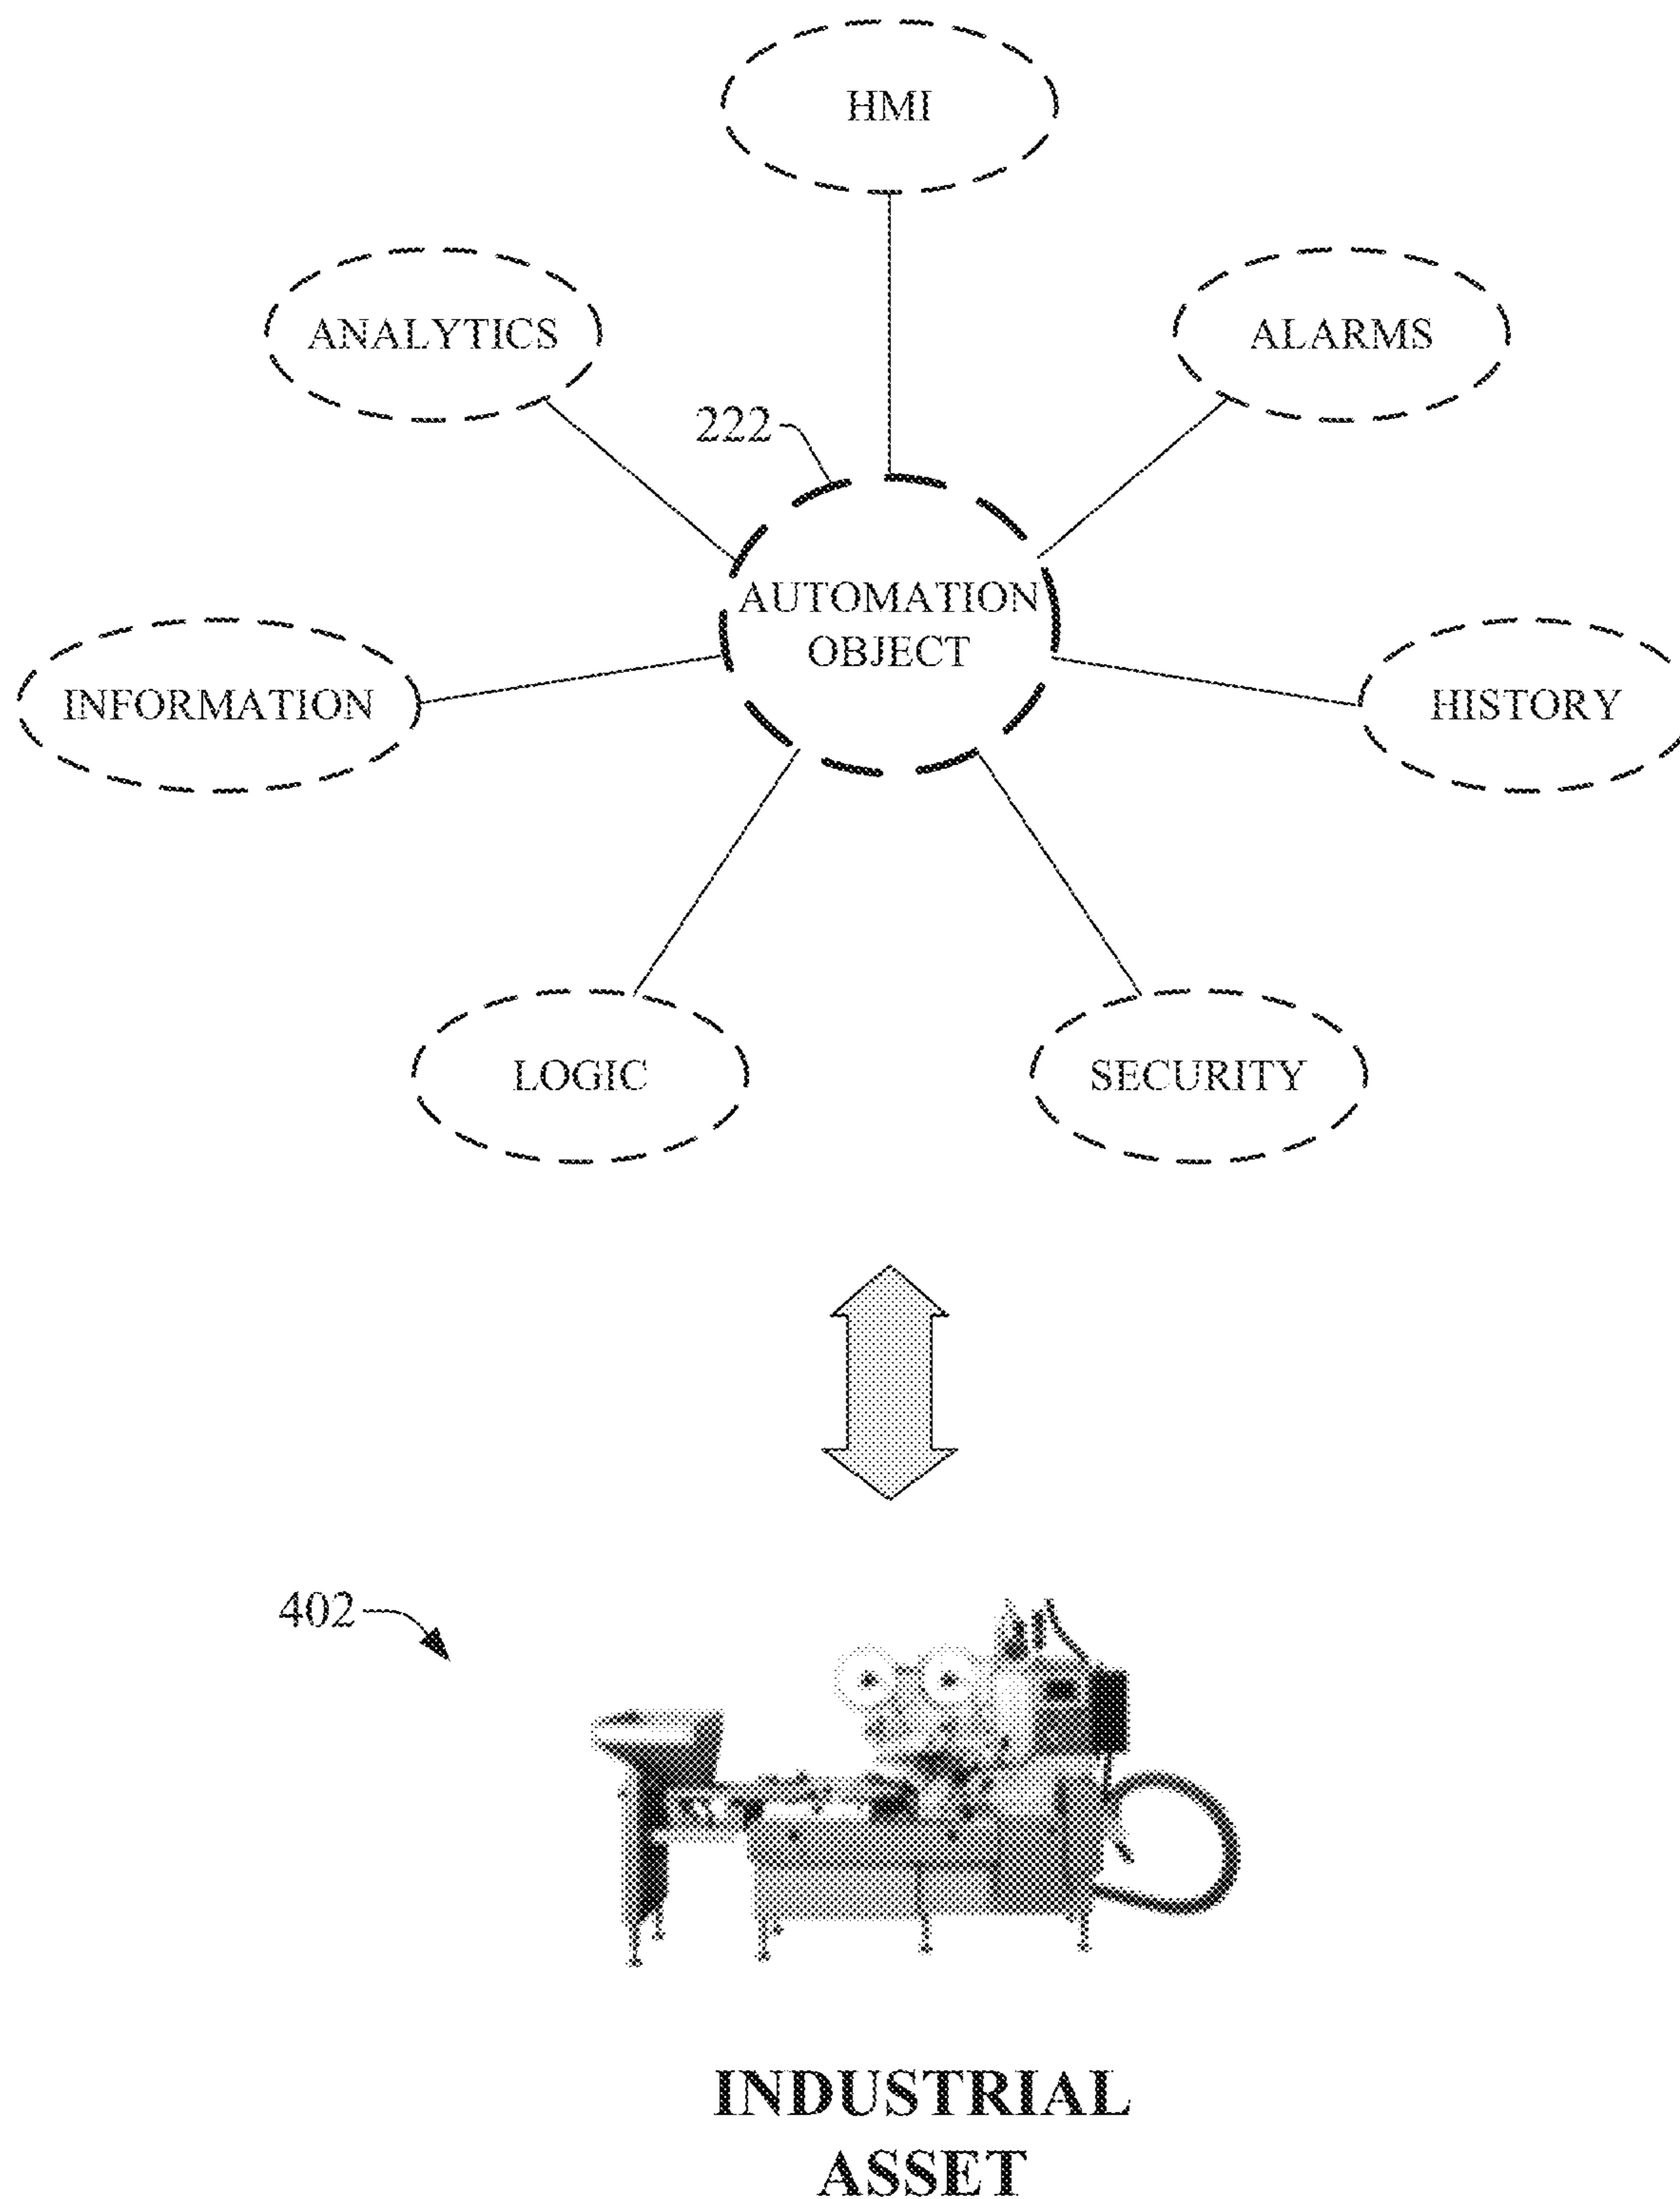 HMI
ANALYTICS
ALARMS
222
AUTOMATION
OBJECT
INFORMATION
HISTORY
LOGIC
SECURITY
402
INDUSTRIAL
ASSET